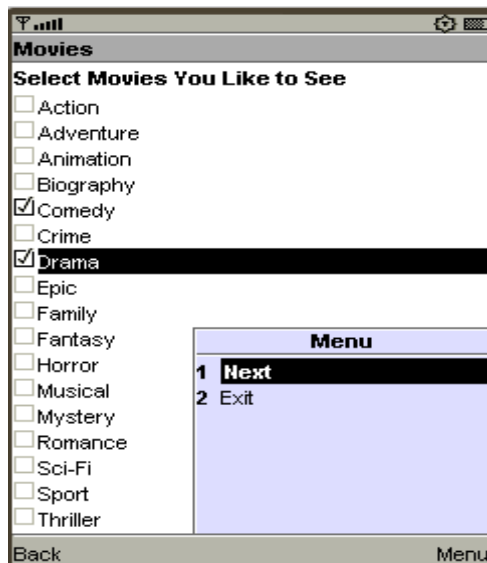 Movies
Select Movies You Like to See
Action
Adventure
Animation
Biography
Comedy
Crime
Drama
Epic
Family
Fantasy
Horror
Musical
Mystery
Romance
Sci-Fi
Sport
Thriller
Menu
1 Next
2 Exit
Back Menu